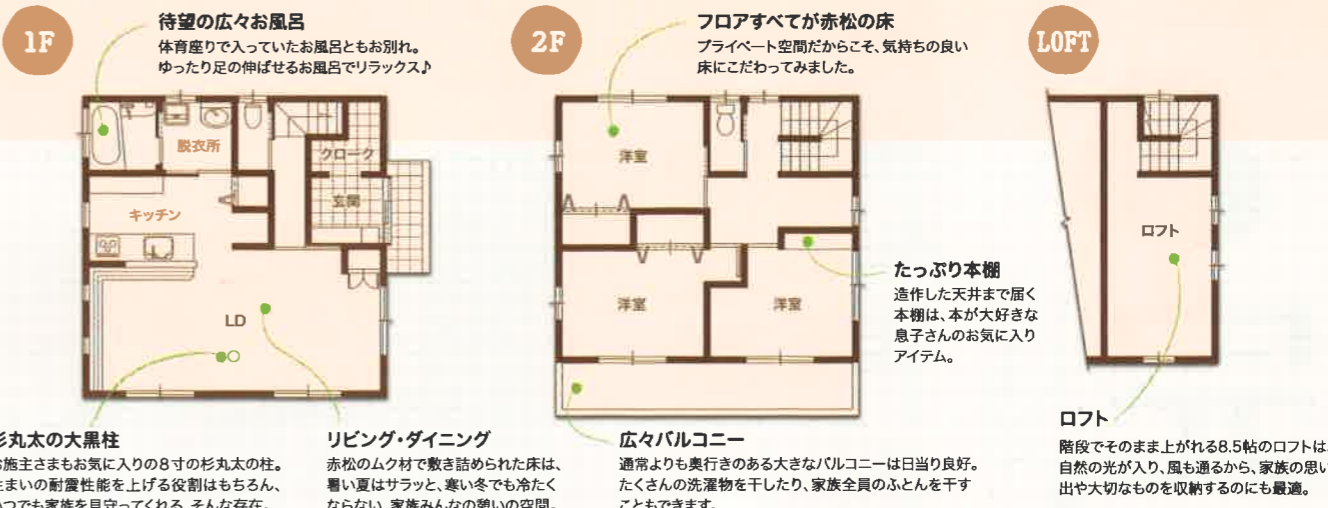 1F
待望の広々お風呂
体育座りで入っていたお風呂ともお別れ。
ゆったり足の伸ばせるお風呂でリラックス♪
脱衣所
クローク
玄関
キッチン
LD
杉丸太の大黒柱
お施主さまもお気に入りの8寸の杉丸太の柱。
住まいの耐震性能を上げる役割はもちろん、
いつでも家族を見守ってくれる、そんな存在。
リビング・ダイニング
赤松のムク材で敷き詰められた床は、
暑い夏はサラッと、寒い冬でも冷たく
ならない、家族みんなの憩いの空間。
2F
フロアすべてが赤松の床
プライベート空間だからこそ、気持ちの良い
床にこだわってみました。
洋室
洋室
洋室
たっぷり本棚
造作した天井まで届く
本棚は、本が大好きな
息子さんのお気に入り
アイテム。
広々バルコニー
通常よりも奥行きのある大きなバルコニーは日当り良好。
たくさんの洗濯物を干したり、家族全員のふとんを干す
こともできます。
LOFT
ロフト
ロフト
階段でそのまま上がれる8.5帖のロフトは、
自然の光が入り、風も通るから、家族の思い
出や大切なものを収納するのにも最適。